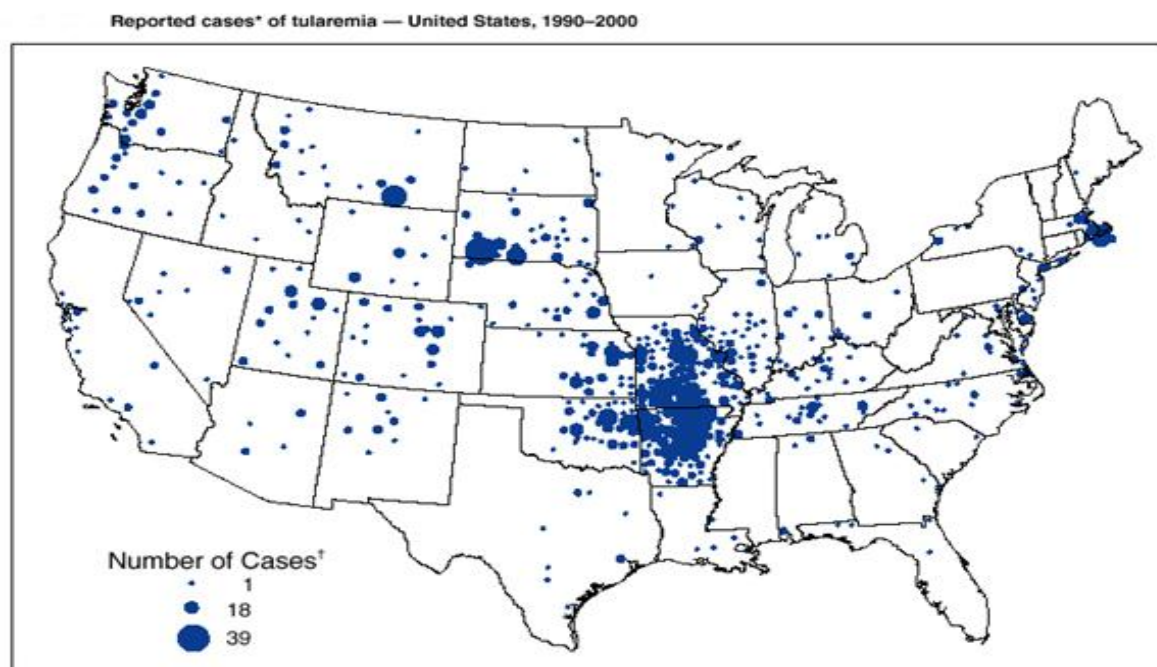 Reported cases* of tularemia — United States, 1990–2000
Number of Cases†
1
18
39